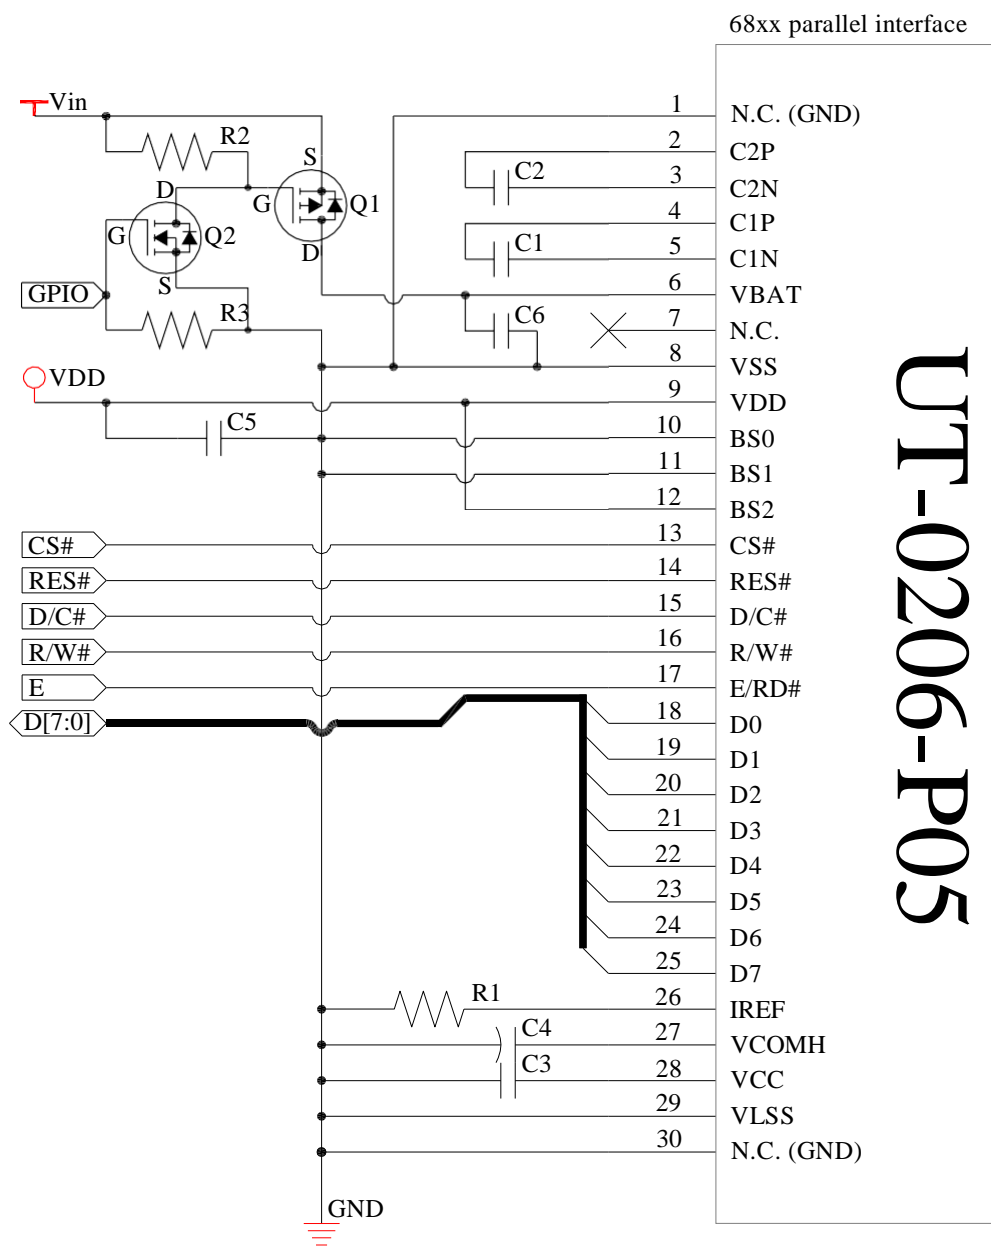 68xx parallel interface
Vin
R2
S
D
G
Q1
G
Q2
D
S
GPIO
R3
C2
C1
C6
VDD
C5
CS#
RES#
D/C#
R/W#
E
D[7:0]
R1
C4
C3
GND
1 N.C. (GND)
2 C2P
3 C2N
4 C1P
5 C1N
6 VBAT
7 N.C.
8 VSS
9 VDD
10 BS0
11 BS1
12 BS2
13 CS#
14 RES#
15 D/C#
16 R/W#
17 E/RD#
18 D0
19 D1
20 D2
21 D3
22 D4
23 D5
24 D6
25 D7
26 IREF
27 VCOMH
28 VCC
29 VLSS
30 N.C. (GND)
UT-0206-P05